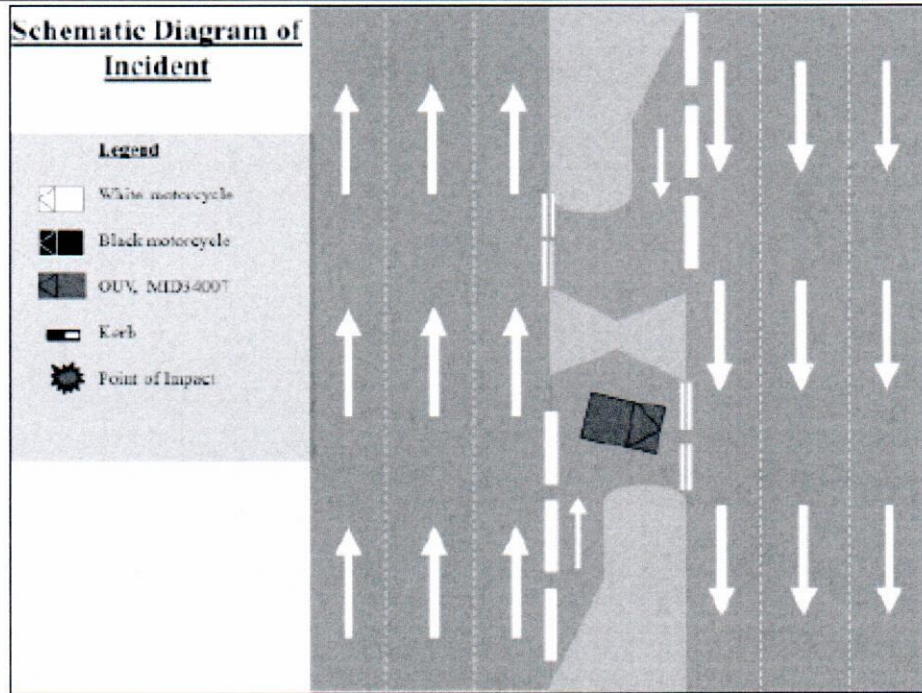 Schematic Diagram of
Incident
Legend
White motorcycle
Black motorcycle
OUV, MID34007
Kerb
Point of Impact